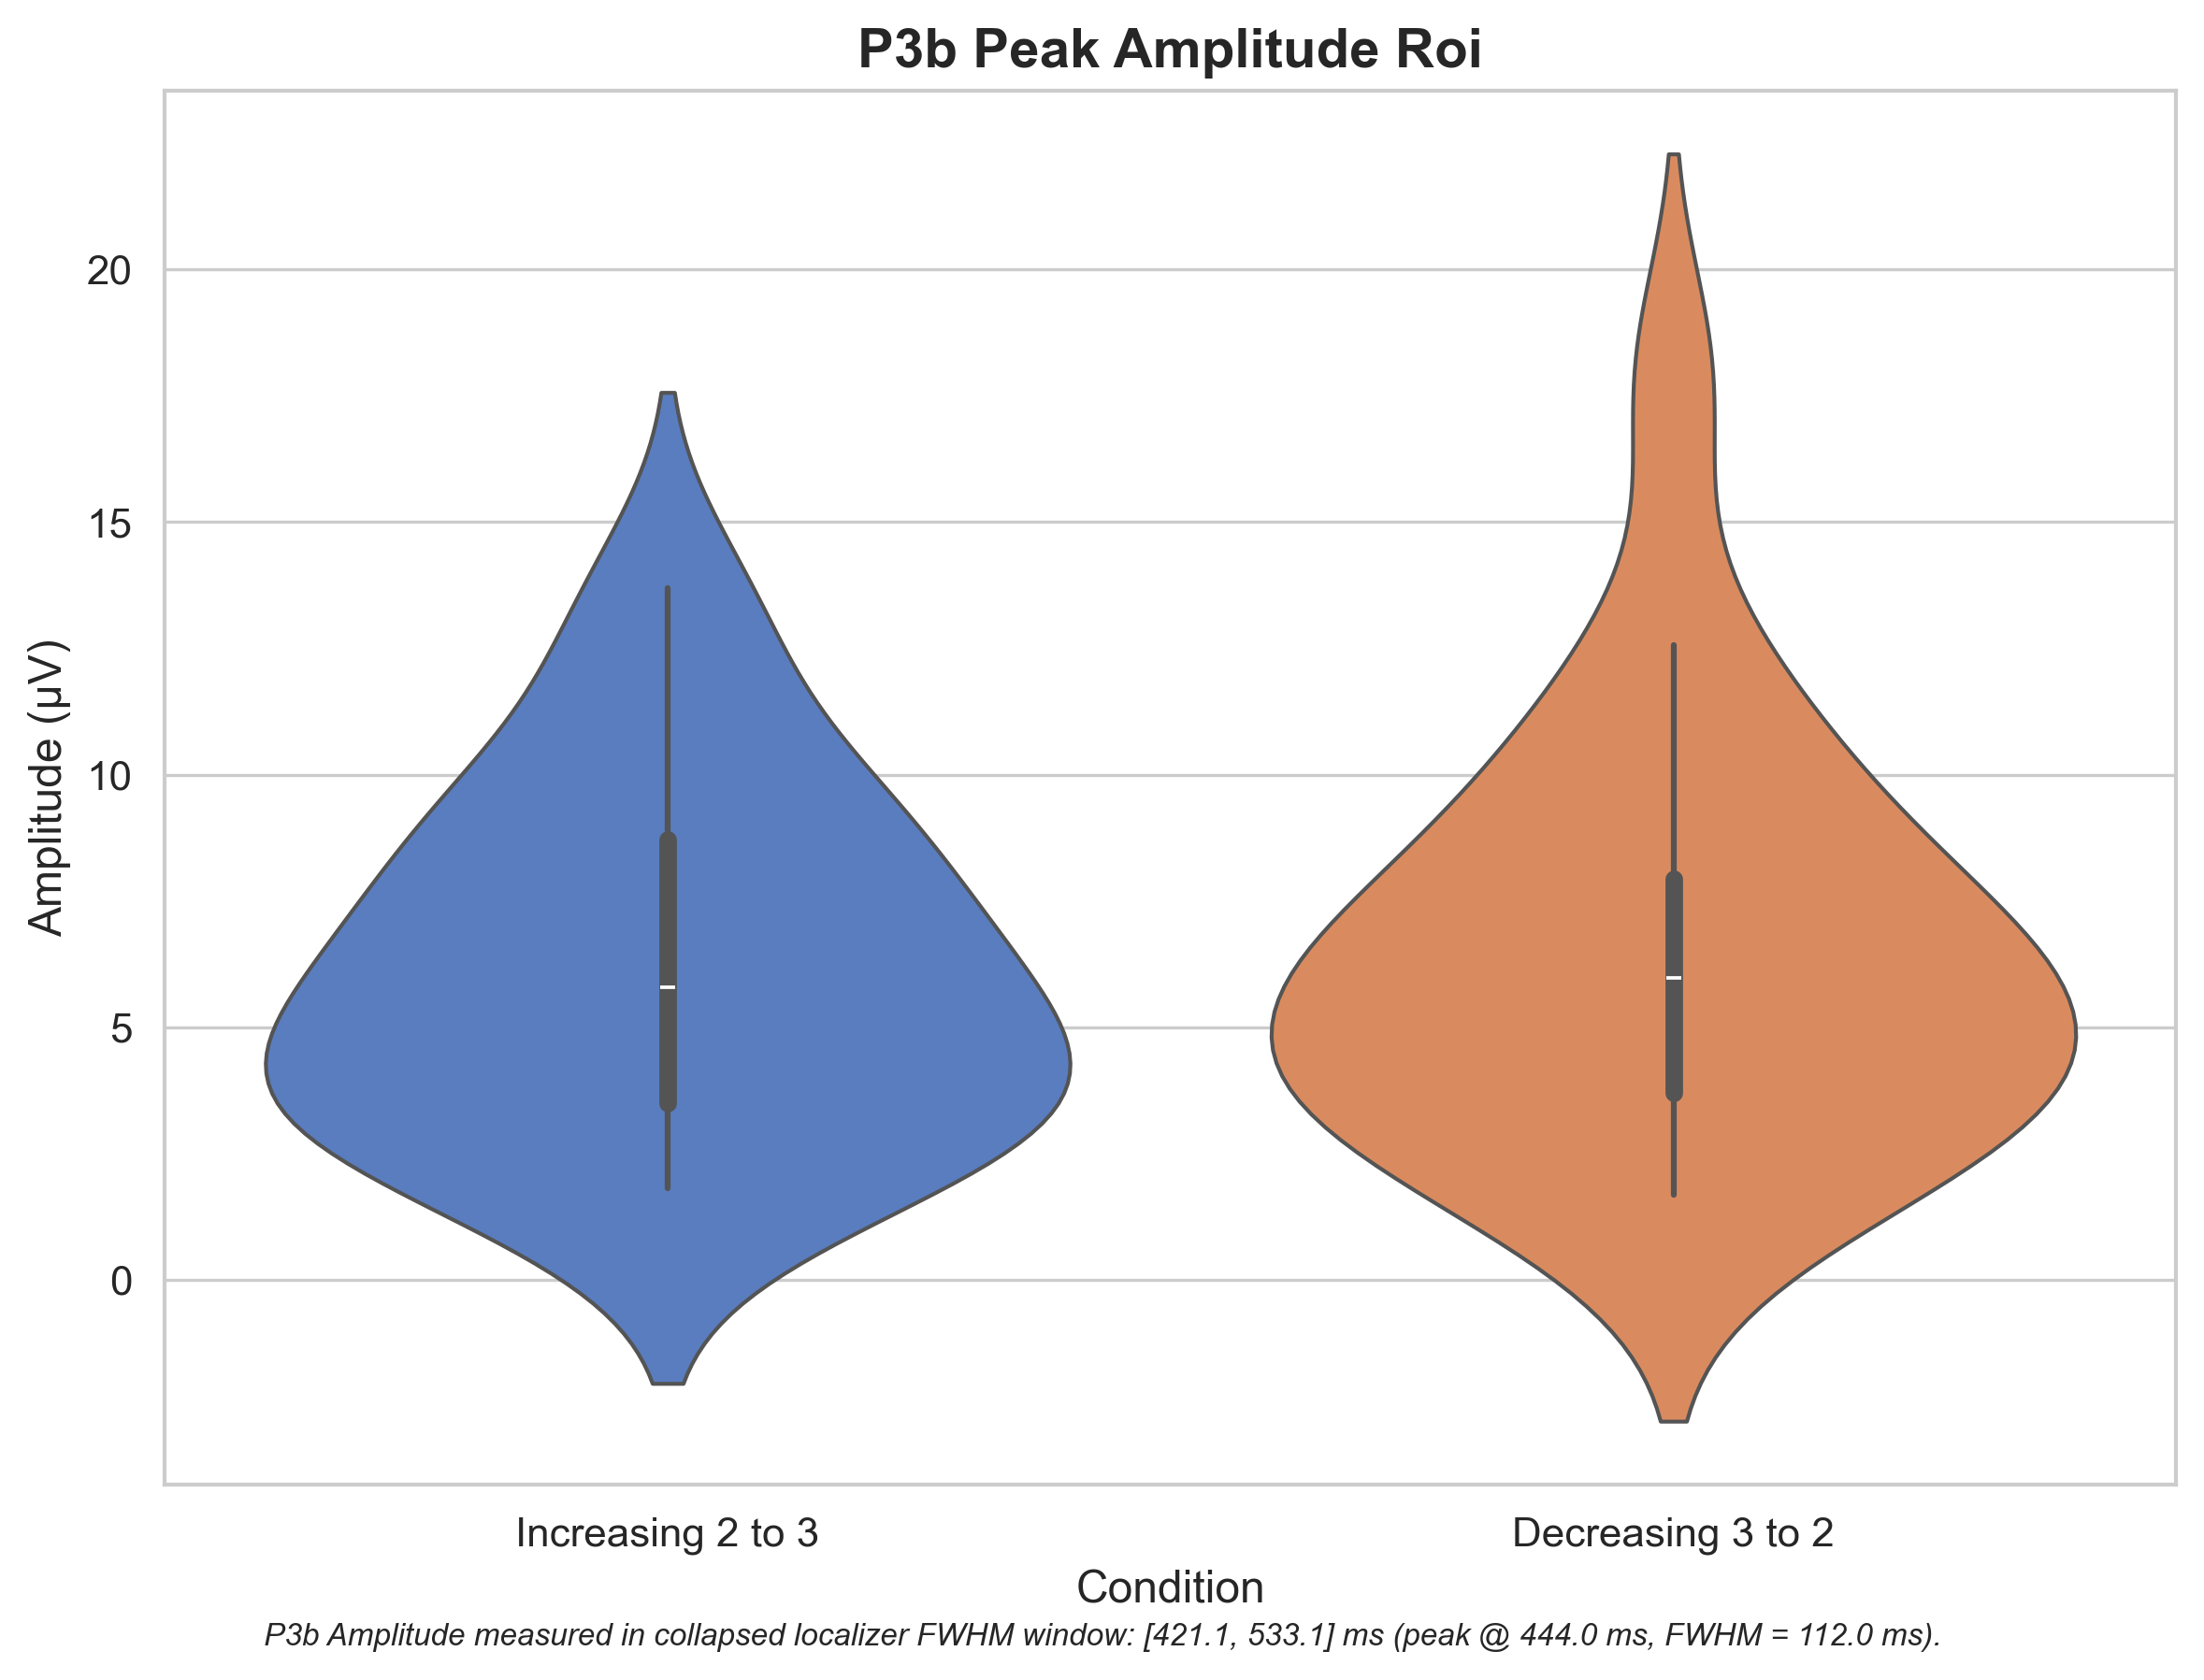 P3b Peak Amplitude Roi
Amplitude (µV)
20
15
10
5
0
Increasing 2 to 3
Decreasing 3 to 2
Condition
P3b Amplitude measured in collapsed localizer FWHM window: [421.1, 533.1] ms (peak @ 444.0 ms, FWHM = 112.0 ms).